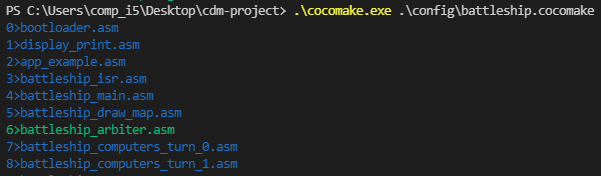 PS C:\Users\comp_i5\Desktop\cdm-project> .\cocomake.exe .\config\battleship.cocomake
0>bootloader.asm
1>display_print.asm
2>app_example.asm
3>battleship_isr.asm
4>battleship_main.asm
5>battleship_draw_map.asm
6>battleship_arbiter.asm
7>battleship_computers_turn_0.asm
8>battleship_computers_turn_1.asm